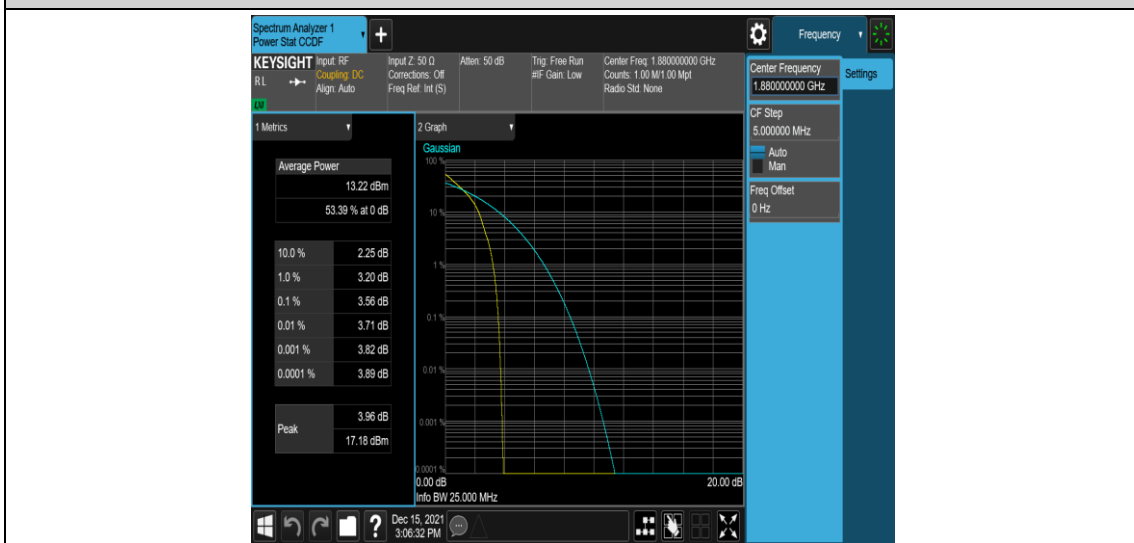 Spectrum Analyzer 1
Power Stat CCDF
+
Frequency
KEYSIGHT
RL
LXI
Input: RF
Coupling: DC
Align: Auto
Input Z: 50 Ω
Corrections: Off
Freq Ref: Int (S)
Atten: 50 dB
Trig: Free Run
#IF Gain: Low
Center Freq: 1.880000000 GHz
Counts: 1.00 M/1.00 Mpt
Radio Std: None
Center Frequency
1.880000000 GHz
Settings
CF Step
5.000000 MHz
Auto
Man
Freq Offset
0 Hz
1 Metrics
Average Power
13.22 dBm
53.39 % at 0 dB
10.0 % 2.25 dB
1.0 % 3.20 dB
0.1 % 3.56 dB
0.01 % 3.71 dB
0.001 % 3.82 dB
0.0001 % 3.89 dB
Peak
3.96 dB
17.18 dBm
2 Graph
Gaussian
100 %
10 %
1 %
0.1 %
0.01 %
0.001 %
0.0001 %
0.00 dB 20.00 dB
Info BW 25.000 MHz
?
Dec 15, 2021
3:06:32 PM